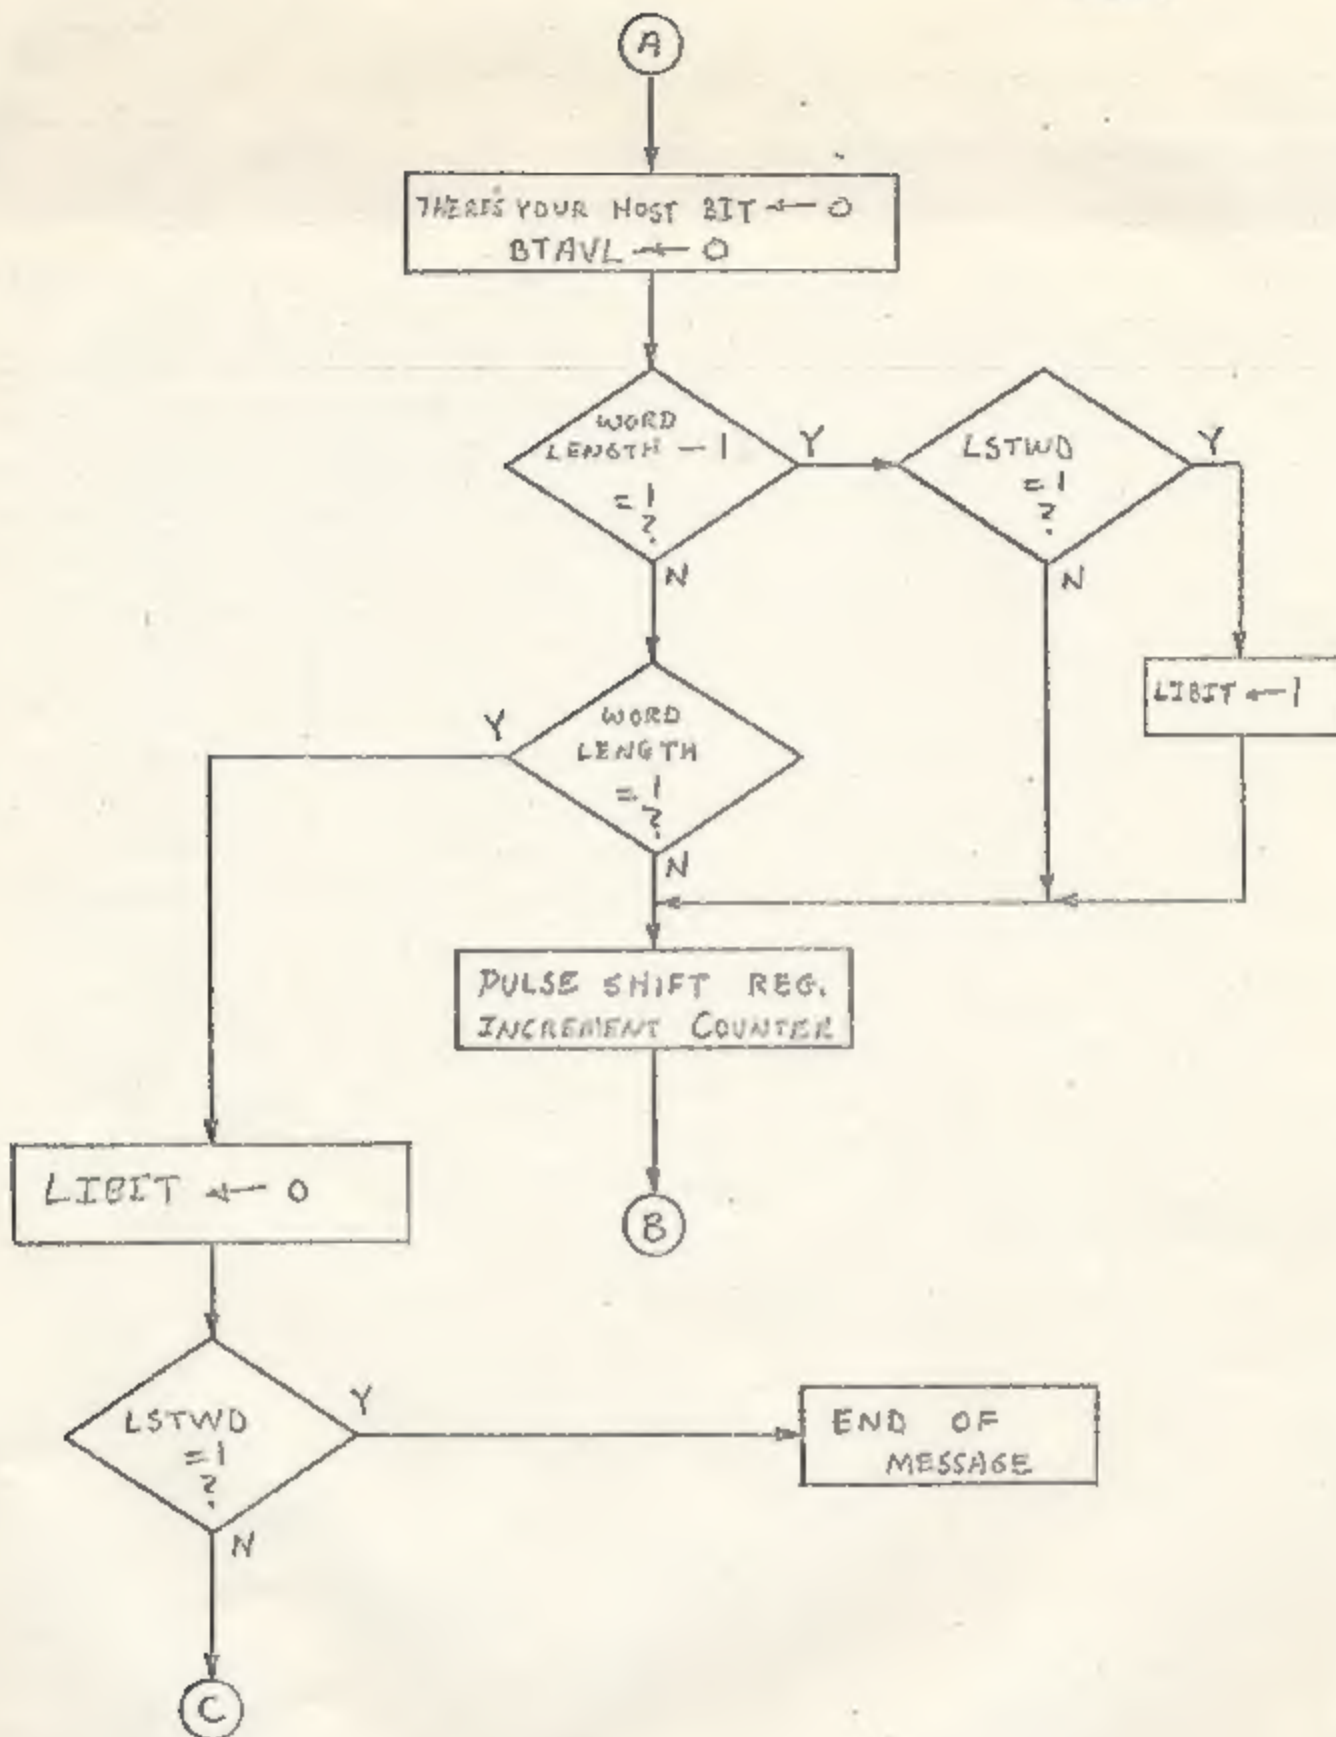 A
THERE'S YOUR HOST BIT ← 0
BTAVL ← 0
WORD
LENGTH - 1
= 1
?
Y
N
LSTWD
= 1
?
Y
N
LIBIT ← 1
WORD
LENGTH
= 1
?
Y
N
PULSE SHIFT REG.
INCREMENT COUNTER
B
LIBIT ← 0
LSTWD
= 1
?
Y
N
END OF
MESSAGE
C